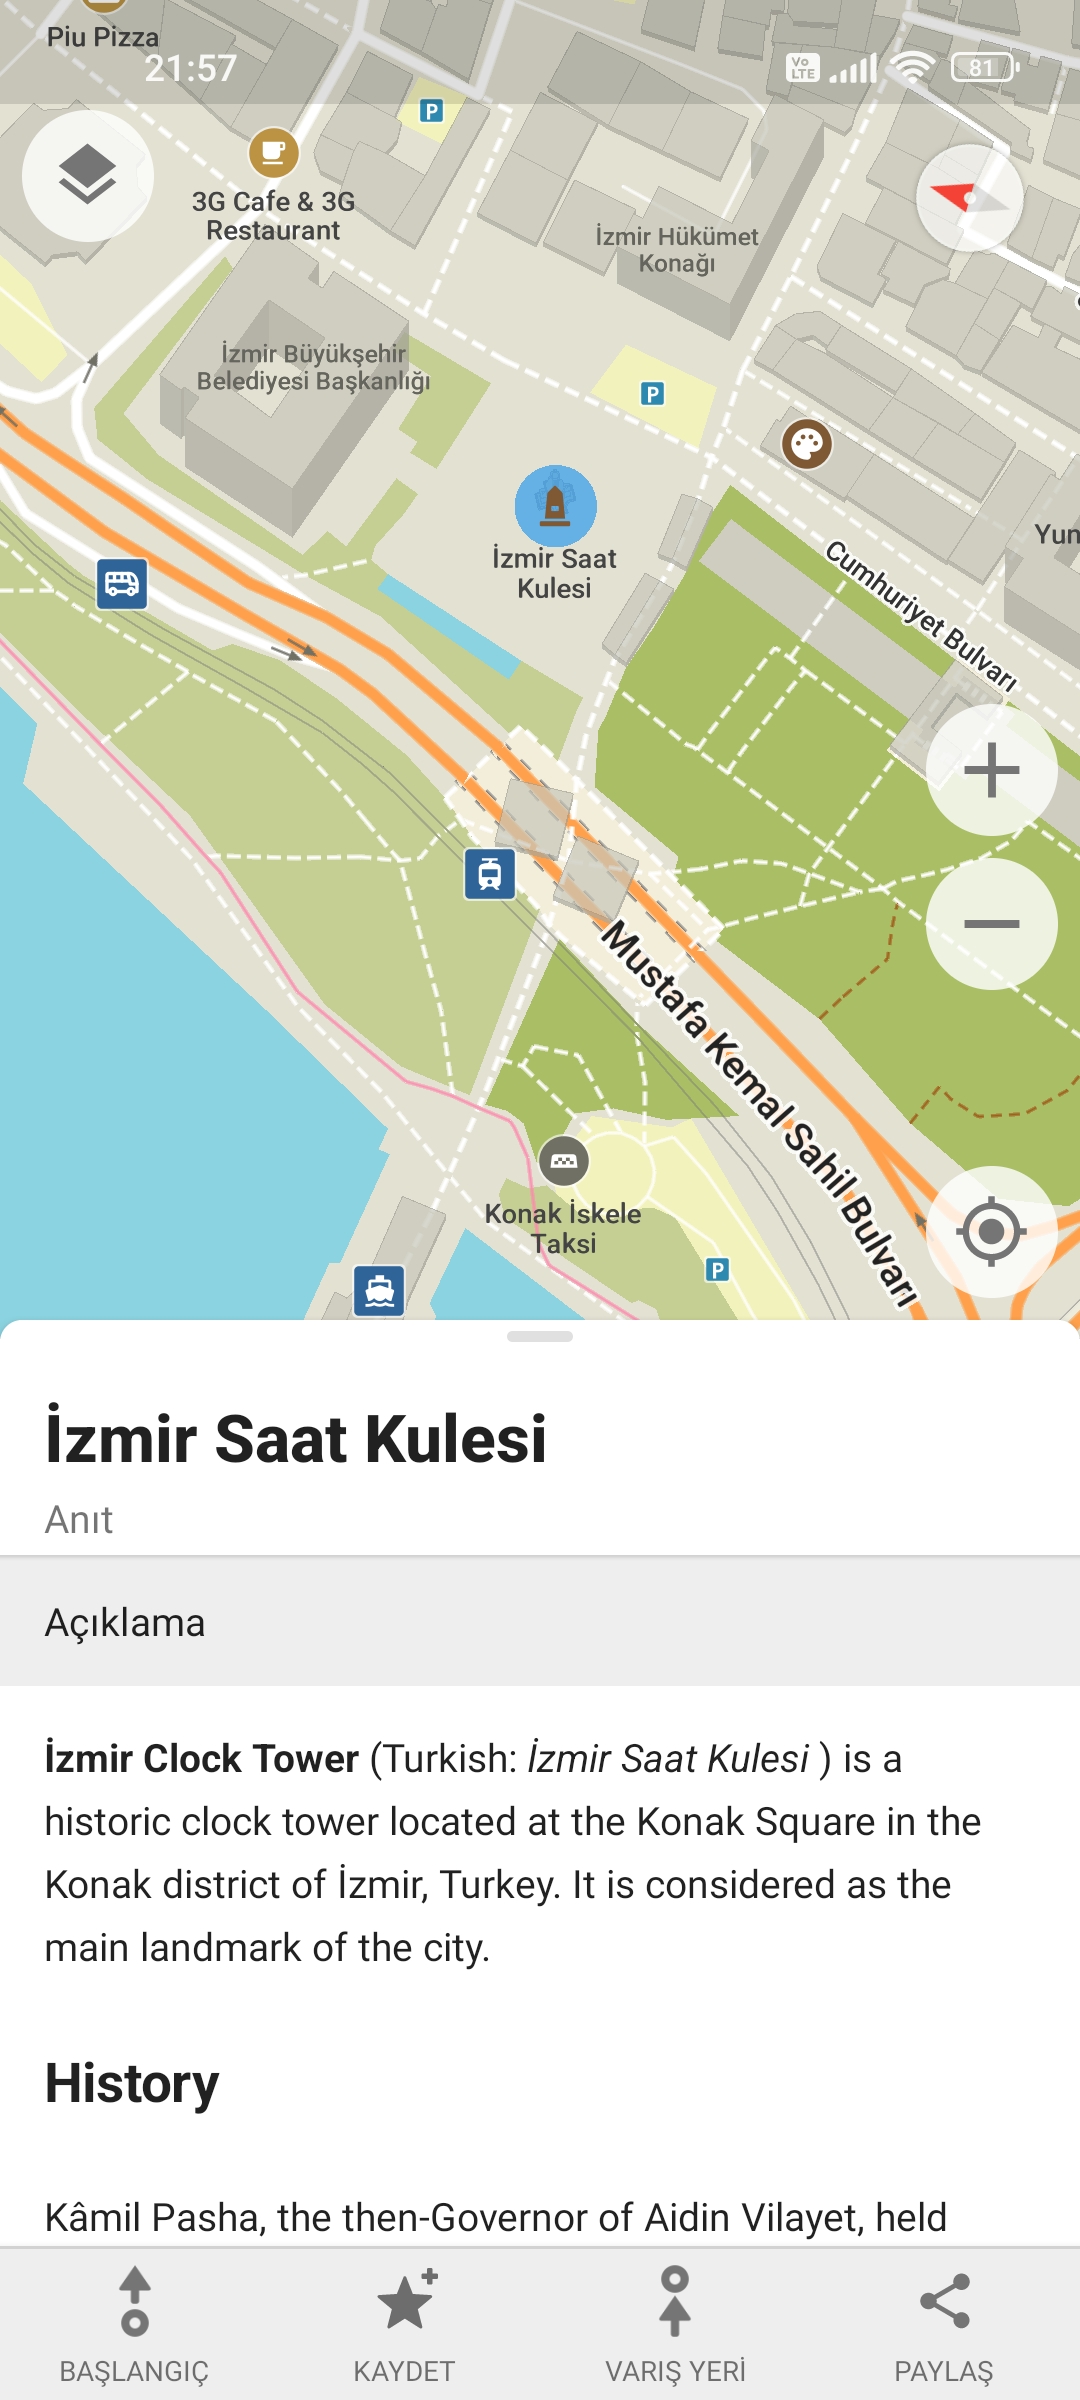 Piu Pizza
21:57
Vo
LTE
81
P
3G Cafe & 3G
Restaurant
İzmir Hükümet
Konağı
İzmir Büyükşehir
Belediyesi Başkanlığı
P
İzmir Saat
Kulesi
Yun
Cumhuriyet Bulvarı
Mustafa Kemal Sahil Bulvarı
Konak İskele
Taksi
P
İzmir Saat Kulesi
Anıt
Açıklama
İzmir Clock Tower (Turkish: İzmir Saat Kulesi ) is a
historic clock tower located at the Konak Square in the
Konak district of İzmir, Turkey. It is considered as the
main landmark of the city.
History
Kâmil Pasha, the then-Governor of Aidin Vilayet, held
BAŞLANGIÇ
KAYDET
VARIŞ YERİ
PAYLAŞ